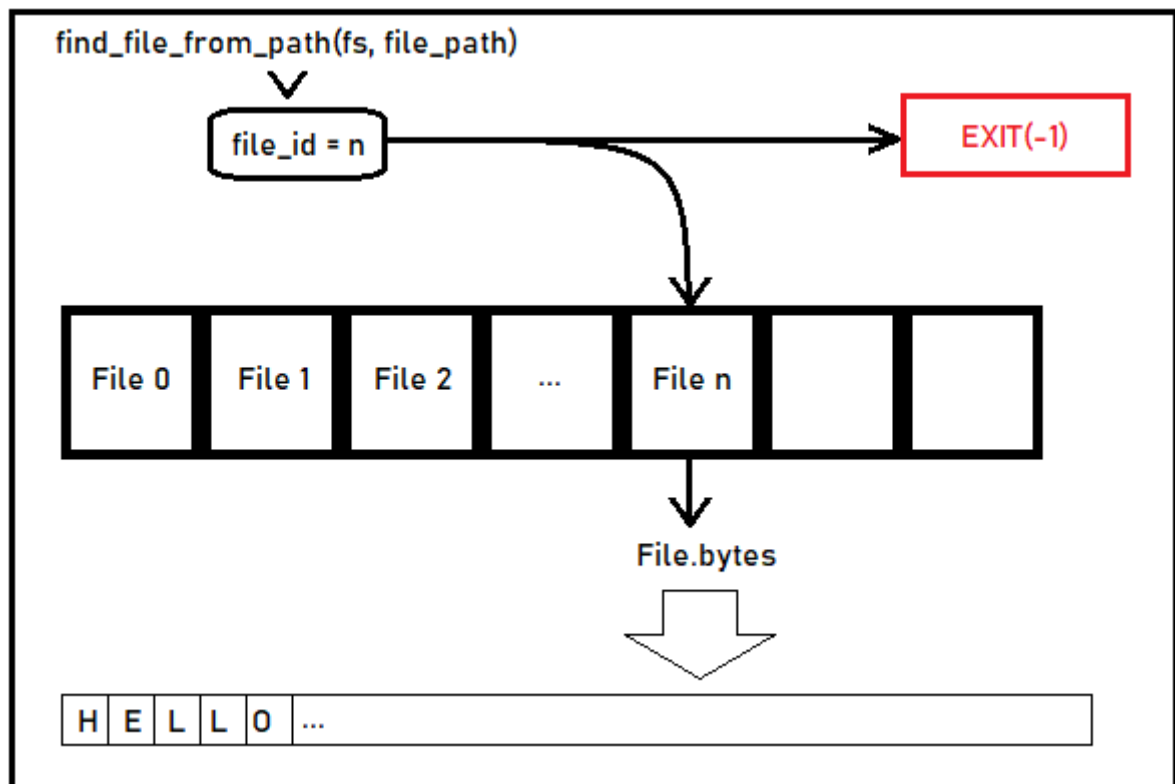 find_file_from_path(fs, file_path)
file_id = n
EXIT(-1)
File 0
File 1
File 2
...
File n
File.bytes
H E L L O ...